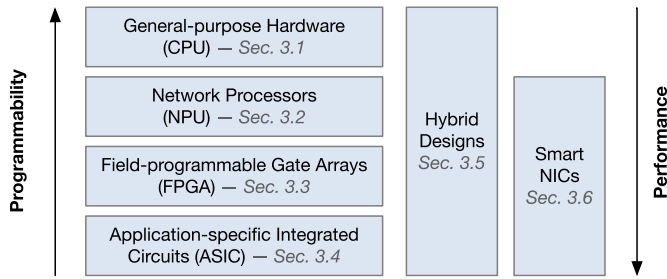 Programmability
General-purpose Hardware
(CPU) — Sec. 3.1
Network Processors
(NPU) — Sec. 3.2
Field-programmable Gate Arrays
(FPGA) — Sec. 3.3
Application-specific Integrated
Circuits (ASIC) — Sec. 3.4
Hybrid
Designs
Sec. 3.5
Smart
NICs
Sec. 3.6
Performance